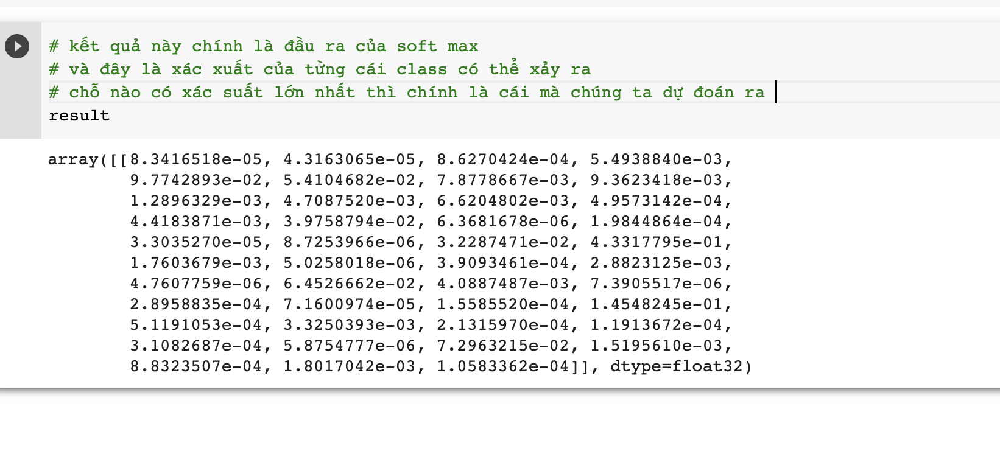 # kết quả này chính là đầu ra của soft max
# và đây là xác xuất của từng cái class có thể xảy ra
# chỗ nào có xác suất lớn nhất thì chính là cái mà chúng ta dự đoán ra
result
array([[8.3416518e-05, 4.3163065e-05, 8.6270424e-04, 5.4938840e-03,
9.7742893e-02, 5.4104682e-02, 7.8778667e-03, 9.3623418e-03,
1.2896329e-03, 4.7087520e-03, 6.6204802e-03, 4.9573142e-04,
4.4183871e-03, 3.9758794e-02, 6.3681678e-06, 1.9844864e-04,
3.3035270e-05, 8.7253966e-06, 3.2287471e-02, 4.3317795e-01,
1.7603679e-03, 5.0258018e-06, 3.9093461e-04, 2.8823125e-03,
4.7607759e-06, 6.4526662e-02, 4.0887487e-03, 7.3905517e-06,
2.8958835e-04, 7.1600974e-05, 1.5585520e-04, 1.4548245e-01,
5.1191053e-04, 3.3250393e-03, 2.1315970e-04, 1.1913672e-04,
3.1082687e-04, 5.8754777e-06, 7.2963215e-02, 1.5195610e-03,
8.8323507e-04, 1.8017042e-03, 1.0583362e-04]], dtype=float32)